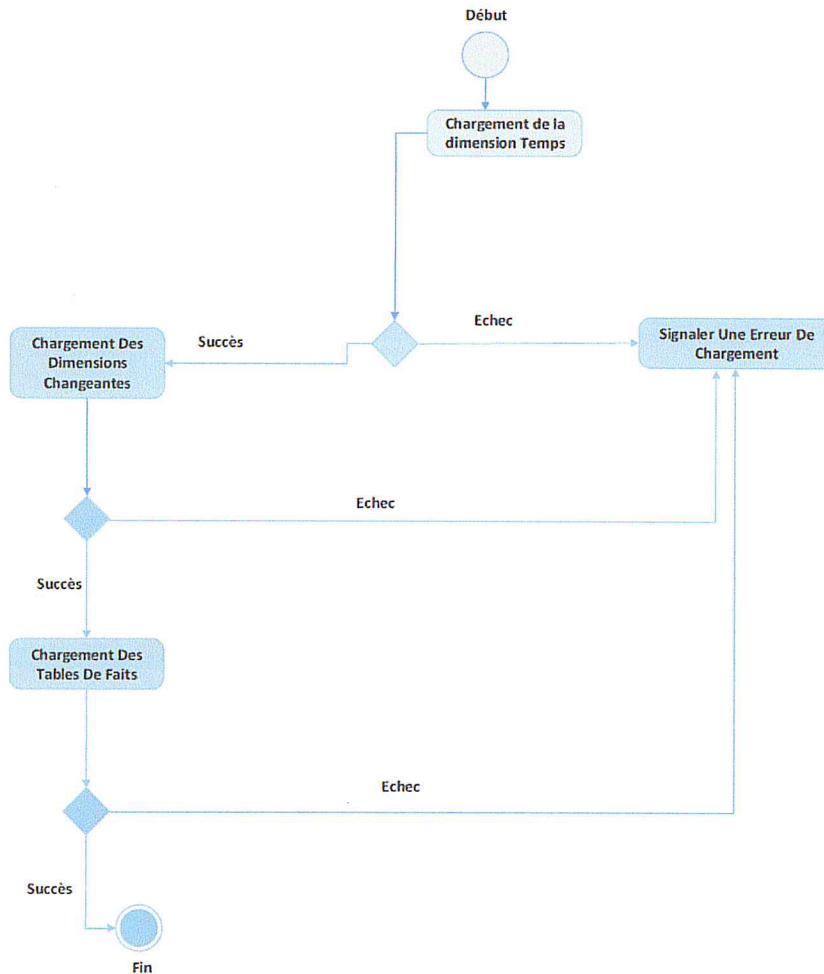 Début
Chargement de la
dimension Temps
Echec
Signaler Une Erreur De
Chargement
Succès
Chargement Des
Dimensions
Changeantes
Echec
Succès
Chargement Des
Tables De Faits
Echec
Succès
Fin